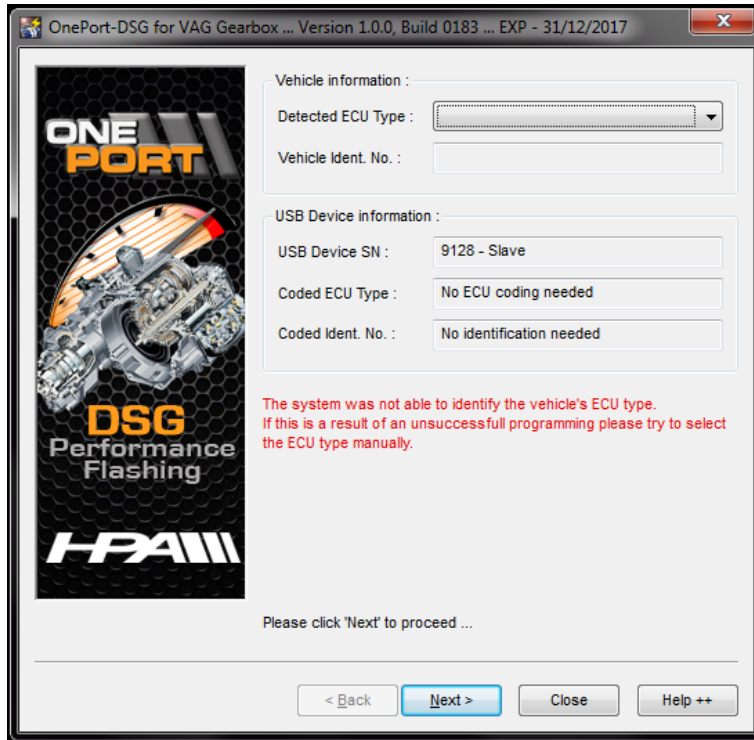 OnePort-DSG for VAG Gearbox ... Version 1.0.0, Build 0183 ... EXP - 31/12/2017
ONE
PORT
DSG
Performance
Flashing
HPA
Vehicle information :
Detected ECU Type :
Vehicle Ident. No. :
USB Device information :
USB Device SN : 9128 - Slave
Coded ECU Type : No ECU coding needed
Coded Ident. No. : No identification needed
The system was not able to identify the vehicle's ECU type.
If this is a result of an unsuccessfull programming please try to select
the ECU type manually.
Please click 'Next' to proceed ...
< Back Next > Close Help ++